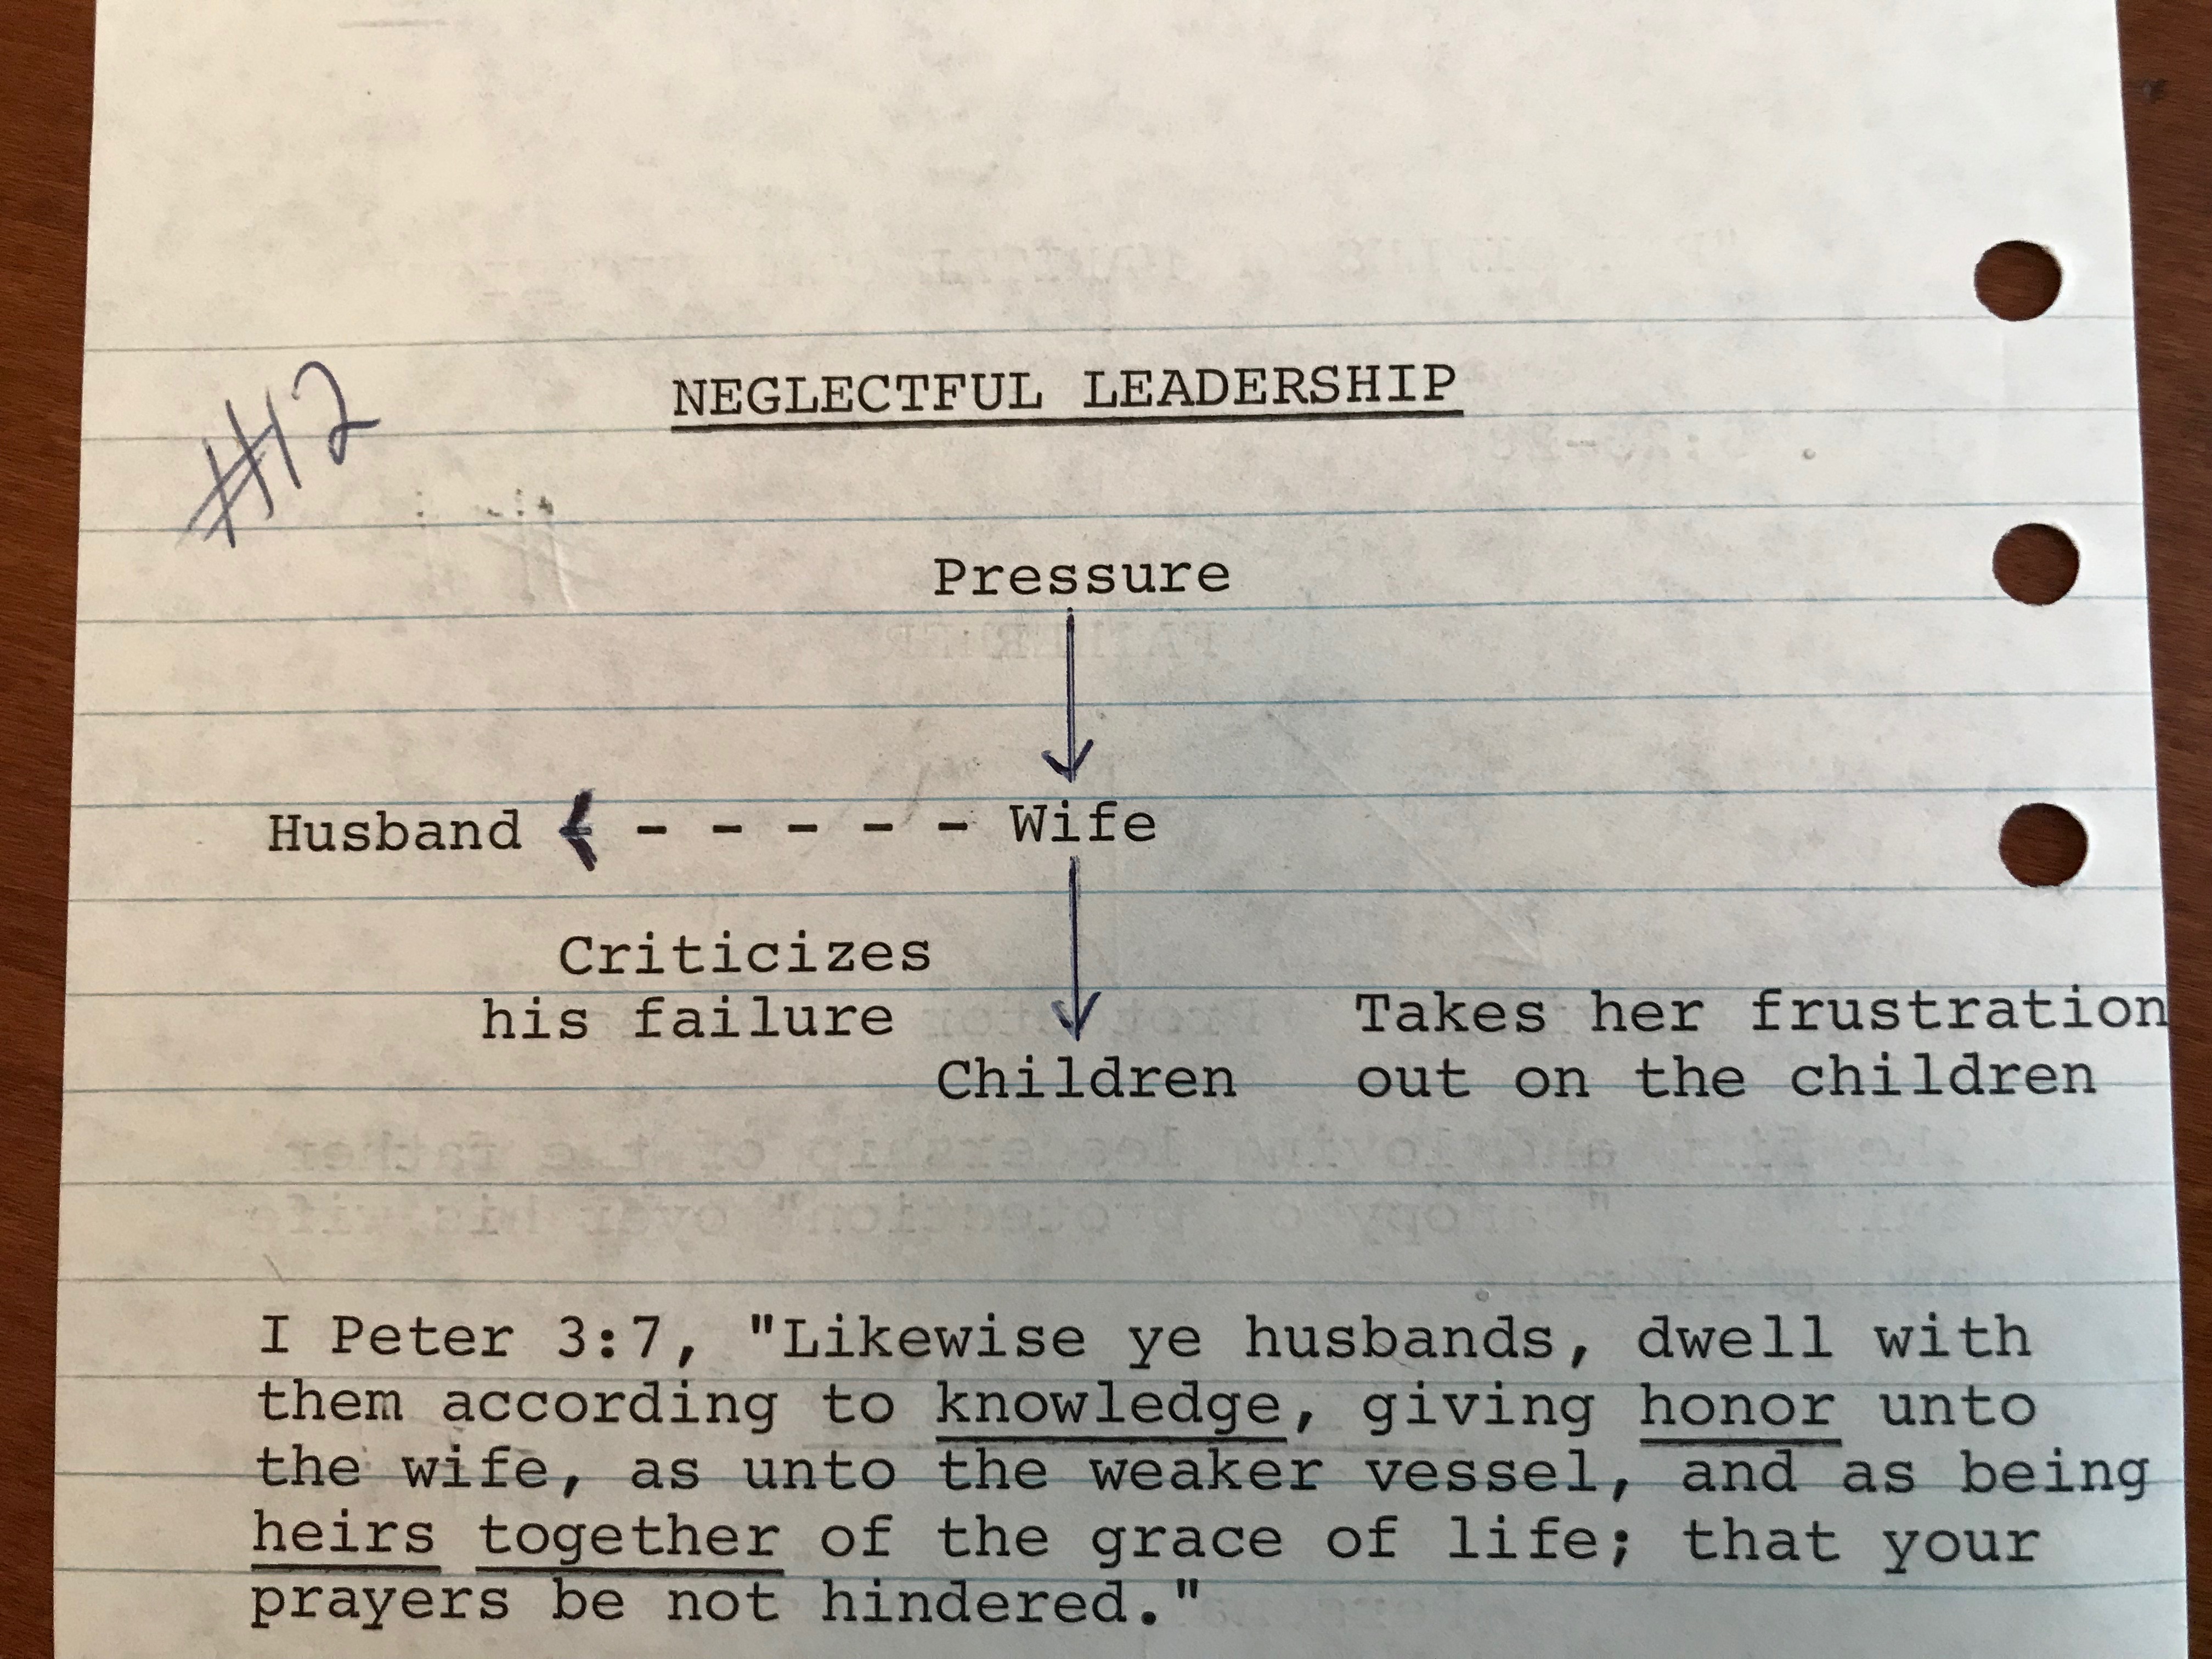 #12
NEGLECTFUL LEADERSHIP
Pressure
Husband - - - - - Wife
Criticizes
his failure
Takes her frustration
Children out on the children
I Peter 3:7, "Likewise ye husbands, dwell with
them according to knowledge, giving honor unto
the wife, as unto the weaker vessel, and as being
heirs together of the grace of life; that your
prayers be not hindered."